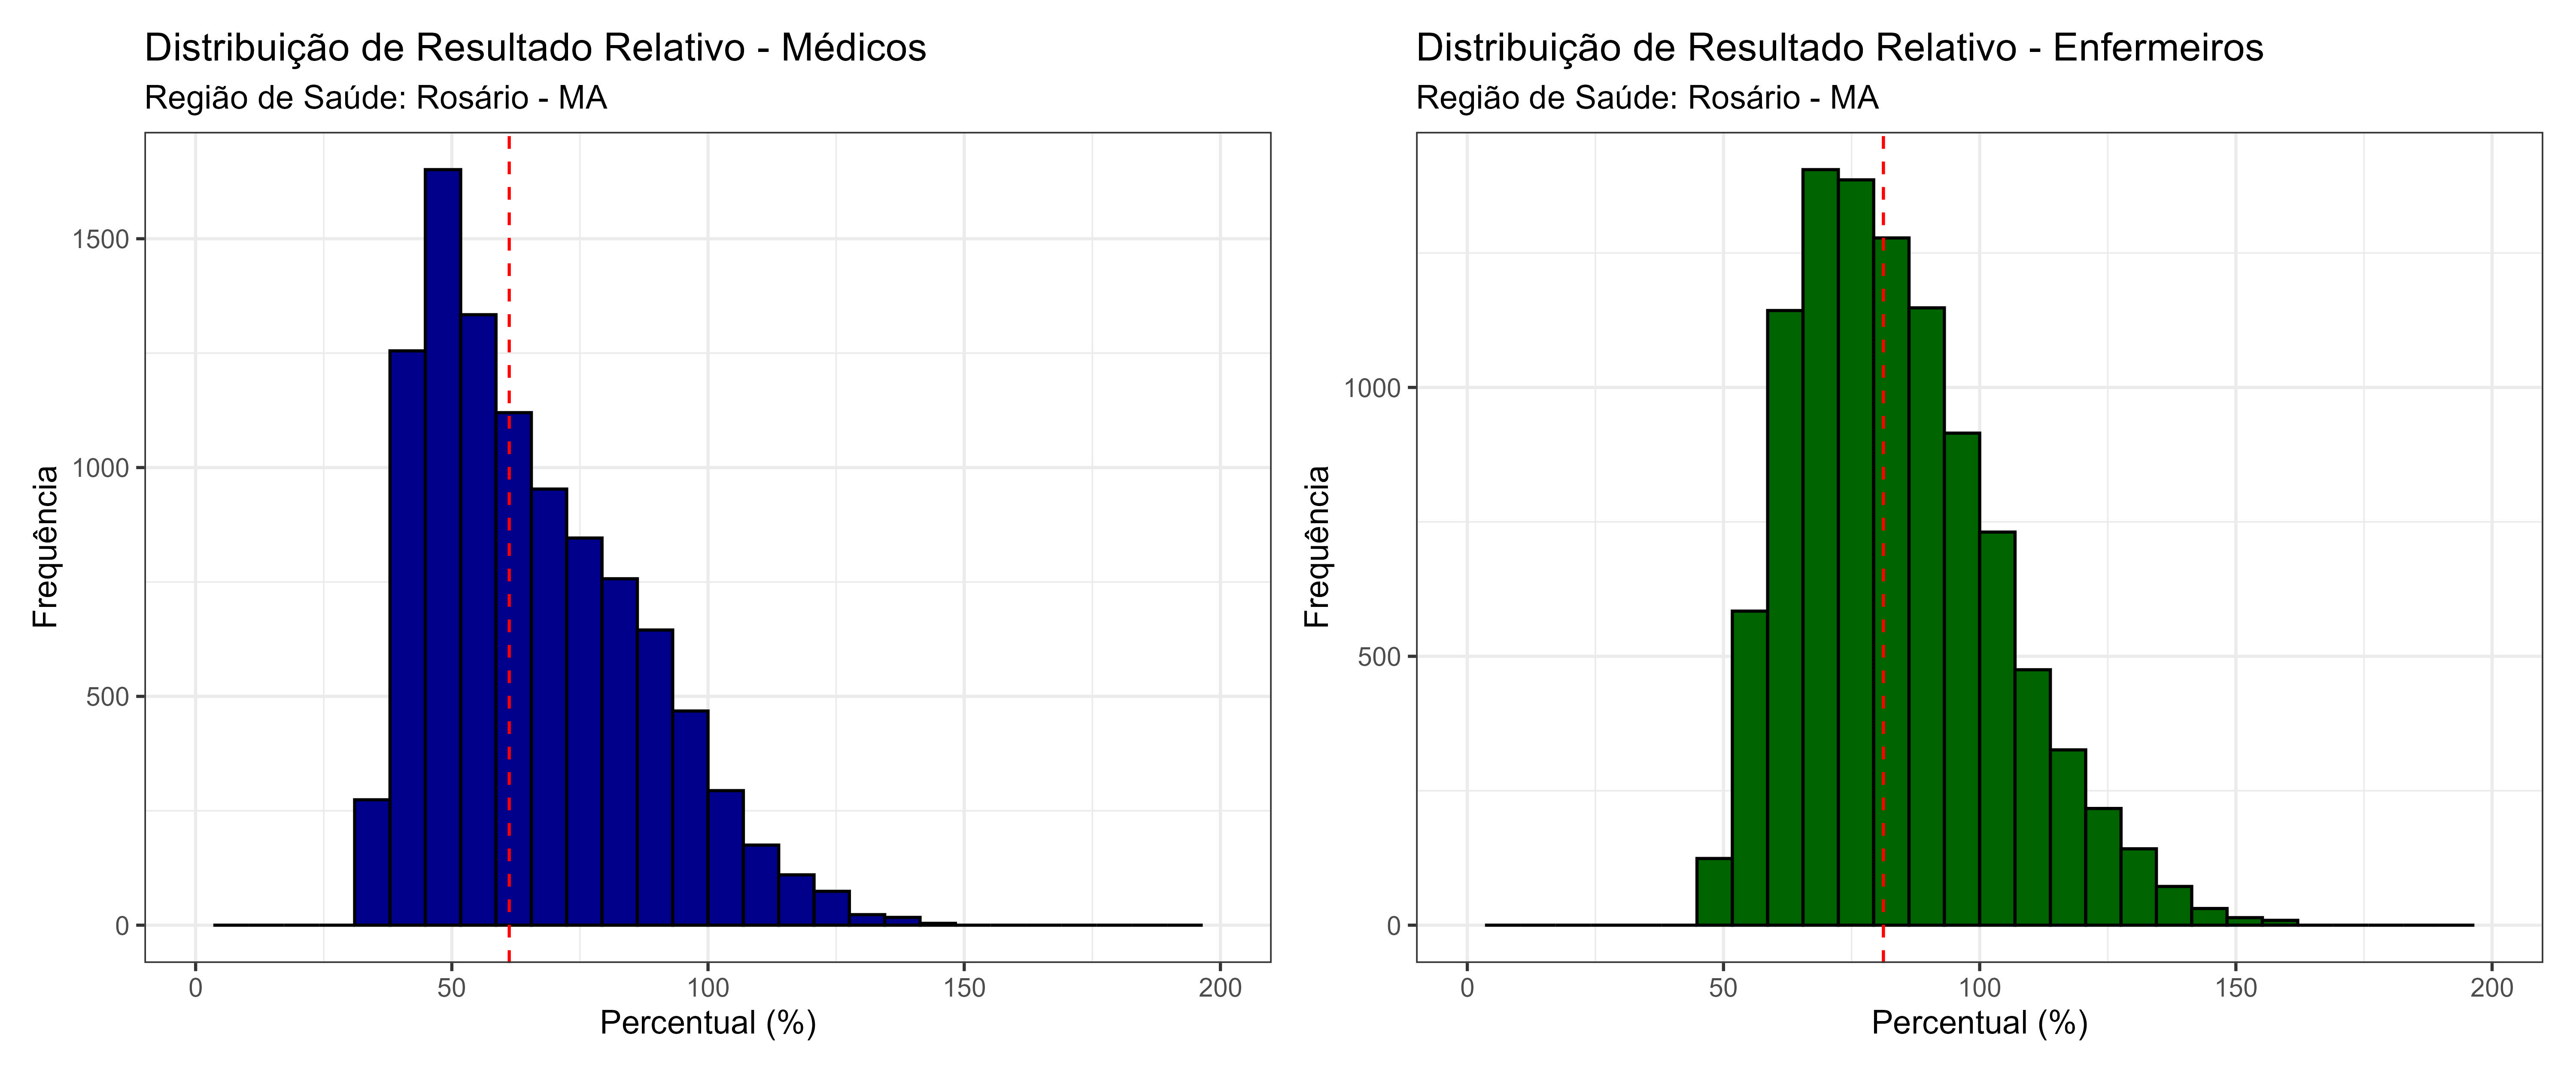 Distribuição de Resultado Relativo - Médicos
Região de Saúde: Rosário - MA
Frequência
1500
1000
500
0
0 50 100 150 200
Percentual (%)
Distribuição de Resultado Relativo - Enfermeiros
Região de Saúde: Rosário - MA
Frequência
1000
500
0
0 50 100 150 200
Percentual (%)